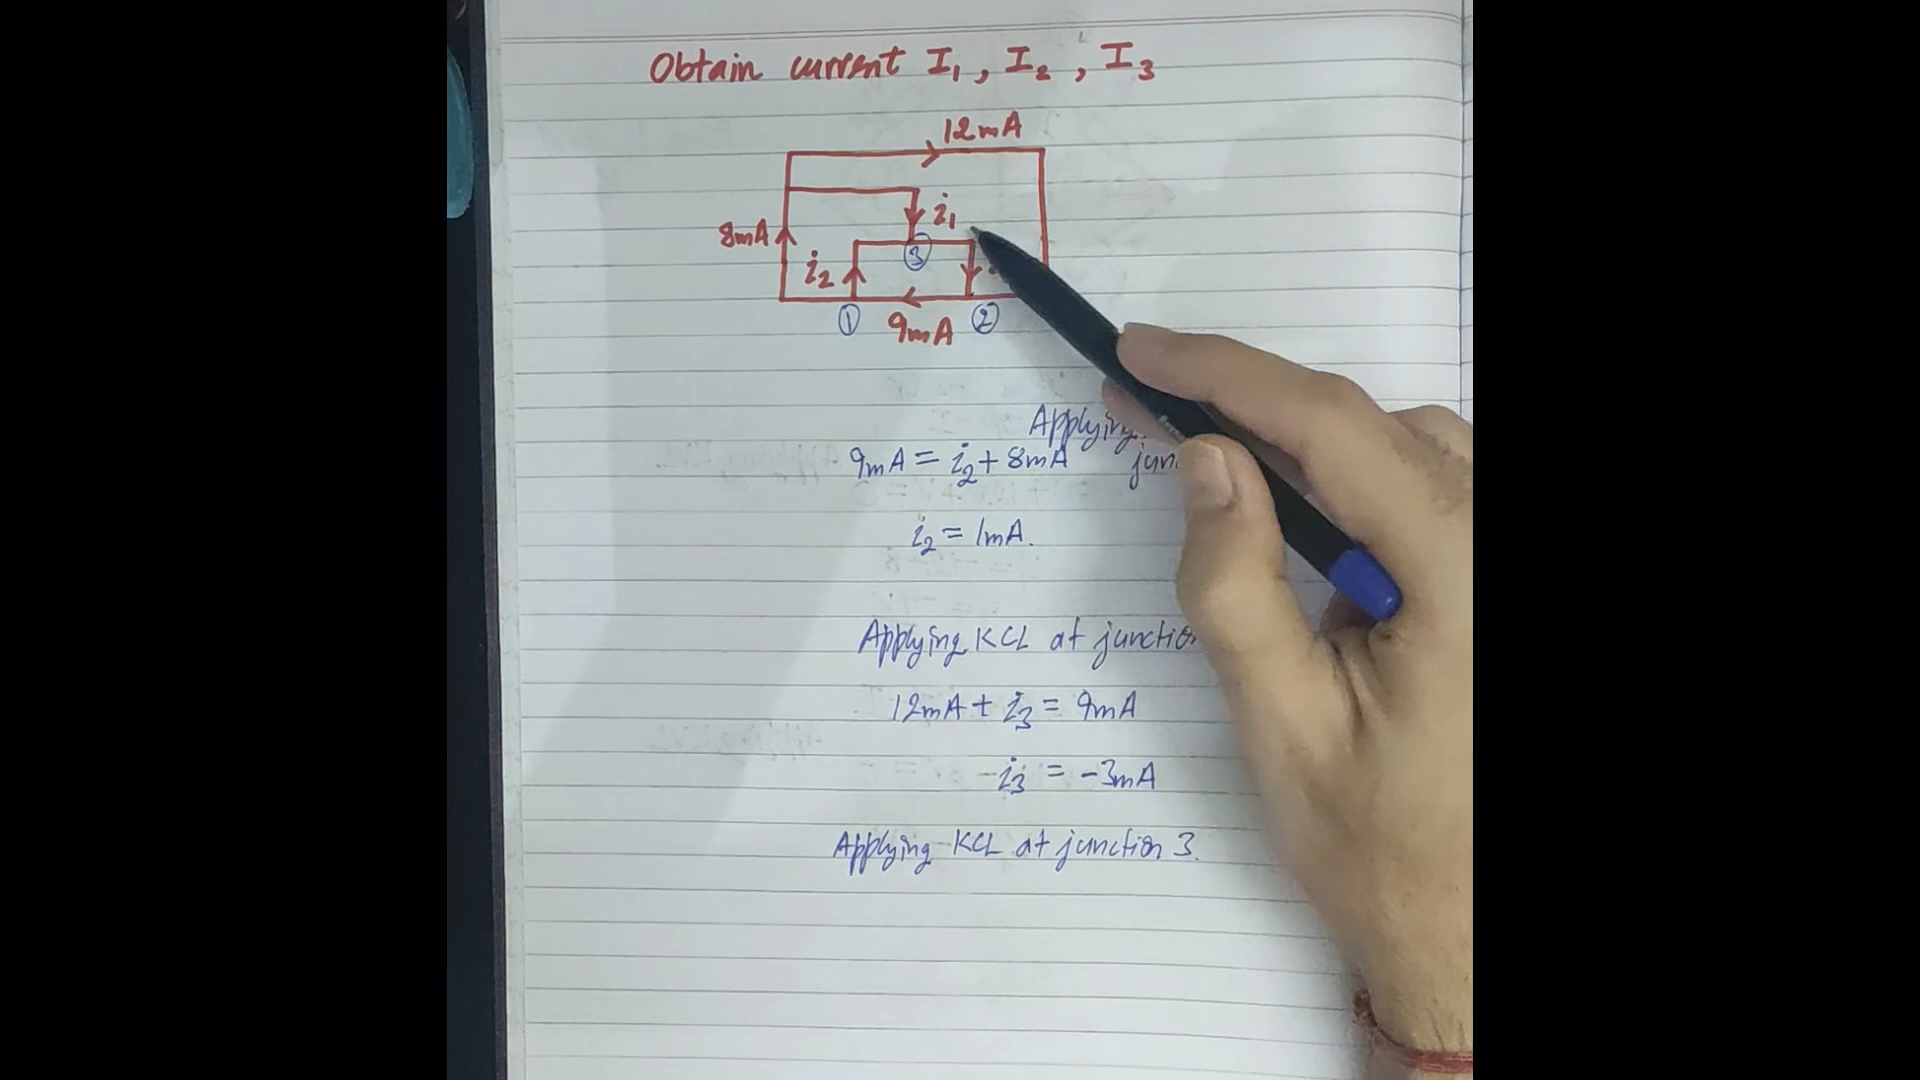 Obtain current I₁, I₂, I₃
12mA
i₁
8mA
3
i₂
1
9mA
2
Applying
9mA = i₂ + 8mA
i₂ = 1mA.
Applying KCL at
12mA + i₃ = 9mA
i₃ = -3mA
Applying KCL at junction 3.